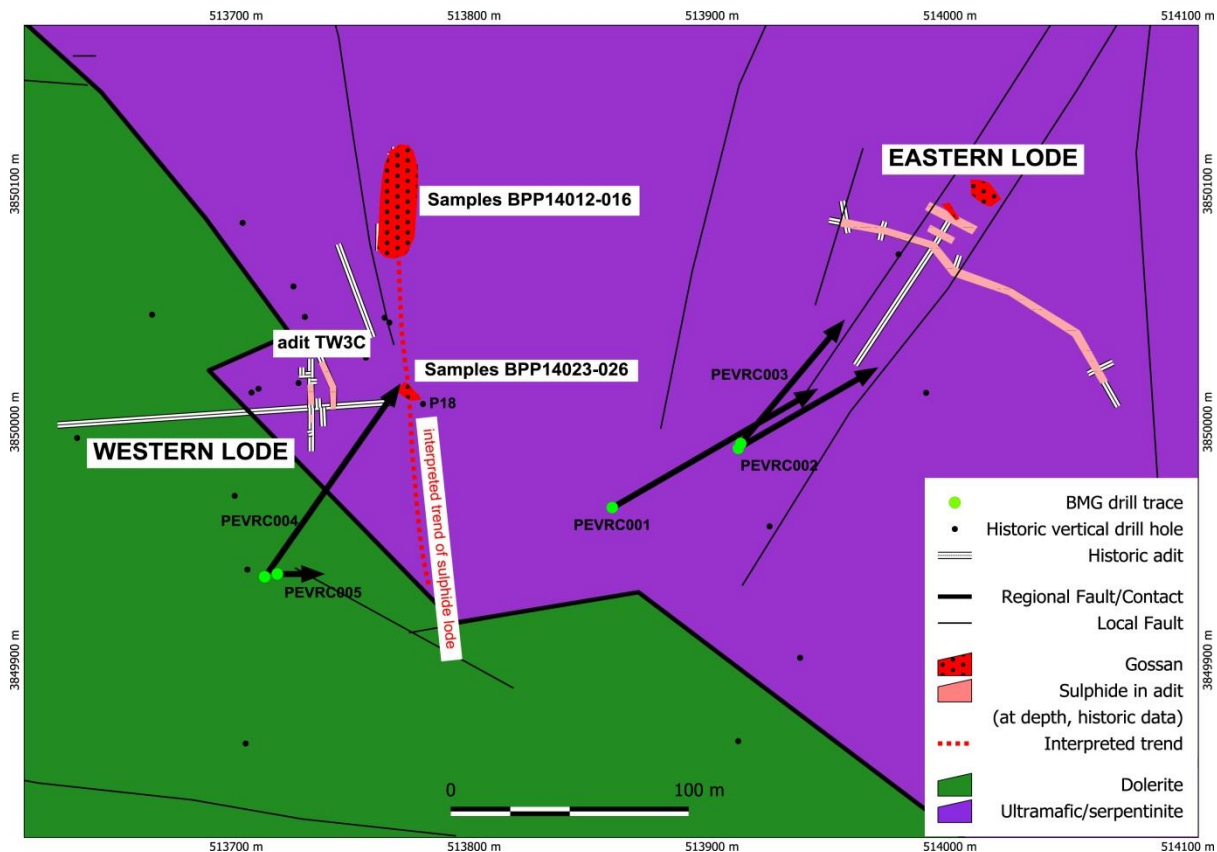 513700 m
513800 m
513900 m
514000 m
514100 m
3850100 m
3850100 m
EASTERN LODE
Samples BPP14012-016
adit TW3C
Samples BPP14023-026
PEVRC003
P18
3850000 m
3850000 m
WESTERN LODE
interpreted trend of sulphide lode
PEVRC002
PEVRC004
PEVRC001
PEVRC005
3849900 m
3849900 m
BMG drill trace
Historic vertical drill hole
Historic adit
Regional Fault/Contact
Local Fault
Gossan
Sulphide in adit
(at depth, historic data)
Interpreted trend
Dolerite
Ultramafic/serpentinite
0
100 m
513700 m
513800 m
513900 m
514000 m
514100 m